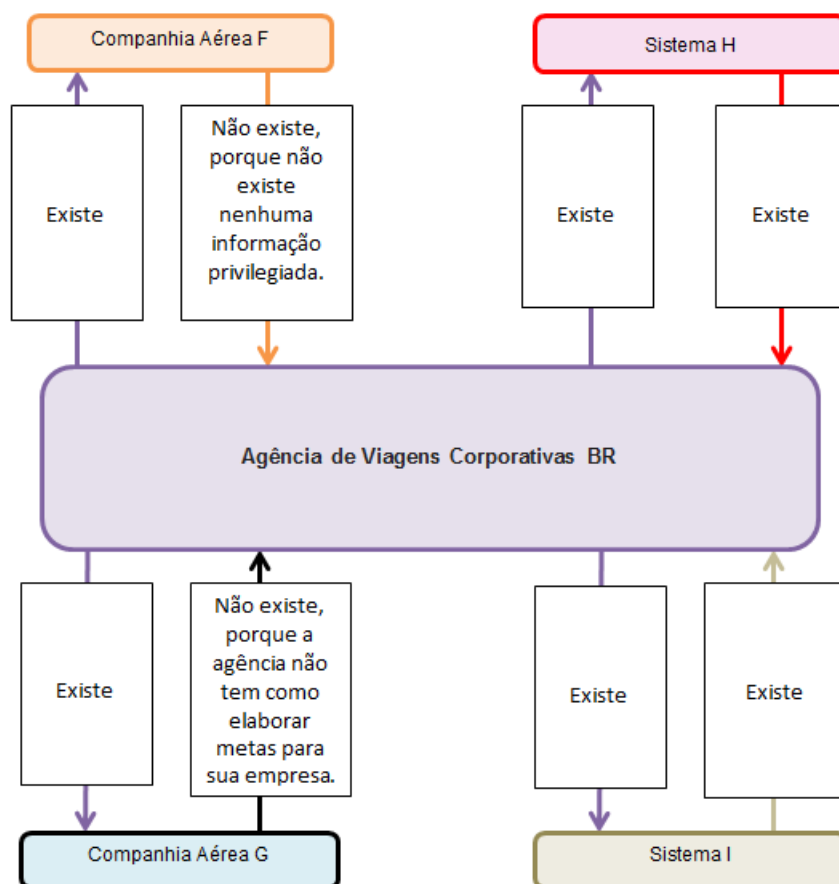 Companhia Aérea F
Sistema H
Existe
Não existe,
porque não
existe
nenhuma
informação
privilegiada.
Existe
Existe
Agência de Viagens Corporativas BR
Existe
Não existe,
porque a
agência não
tem como
elaborar
metas para
sua empresa.
Existe
Existe
Companhia Aérea G
Sistema I